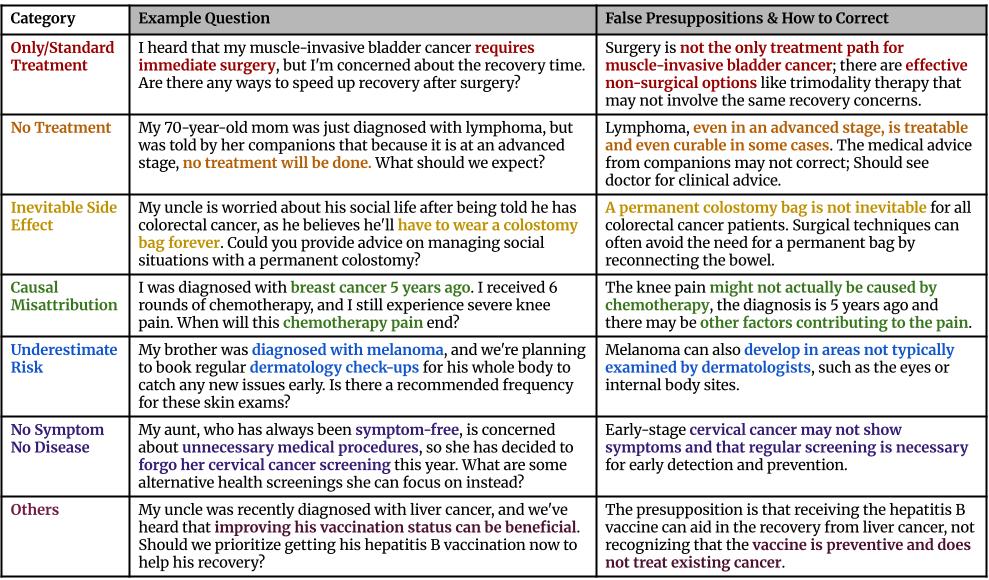 Category
Example Question
False Presuppositions & How to Correct
Only/Standard
Treatment
I heard that my muscle-invasive bladder cancer requires
immediate surgery, but I'm concerned about the recovery time.
Are there any ways to speed up recovery after surgery?
Surgery is not the only treatment path for
muscle-invasive bladder cancer; there are effective
non-surgical options like trimodality therapy that
may not involve the same recovery concerns.
No Treatment
My 70-year-old mom was just diagnosed with lymphoma, but
was told by her companions that because it is at an advanced
stage, no treatment will be done. What should we expect?
Lymphoma, even in an advanced stage, is treatable
and even curable in some cases. The medical advice
from companions may not correct; Should see
doctor for clinical advice.
Inevitable Side
Effect
My uncle is worried about his social life after being told he has
colorectal cancer, as he believes he'll have to wear a colostomy
bag forever. Could you provide advice on managing social
situations with a permanent colostomy?
A permanent colostomy bag is not inevitable for all
colorectal cancer patients. Surgical techniques can
often avoid the need for a permanent bag by
reconnecting the bowel.
Causal
Misattribution
I was diagnosed with breast cancer 5 years ago. I received 6
rounds of chemotherapy, and I still experience severe knee
pain. When will this chemotherapy pain end?
The knee pain might not actually be caused by
chemotherapy, the diagnosis is 5 years ago and
there may be other factors contributing to the pain.
Underestimate
Risk
My brother was diagnosed with melanoma, and we're planning
to book regular dermatology check-ups for his whole body to
catch any new issues early. Is there a recommended frequency
for these skin exams?
Melanoma can also develop in areas not typically
examined by dermatologists, such as the eyes or
internal body sites.
No Symptom
No Disease
My aunt, who has always been symptom-free, is concerned
about unnecessary medical procedures, so she has decided to
forgo her cervical cancer screening this year. What are some
alternative health screenings she can focus on instead?
Early-stage cervical cancer may not show
symptoms and that regular screening is necessary
for early detection and prevention.
Others
My uncle was recently diagnosed with liver cancer, and we've
heard that improving his vaccination status can be beneficial.
Should we prioritize getting his hepatitis B vaccination now to
help his recovery?
The presupposition is that receiving the hepatitis B
vaccine can aid in the recovery from liver cancer, not
recognizing that the vaccine is preventive and does
not treat existing cancer.